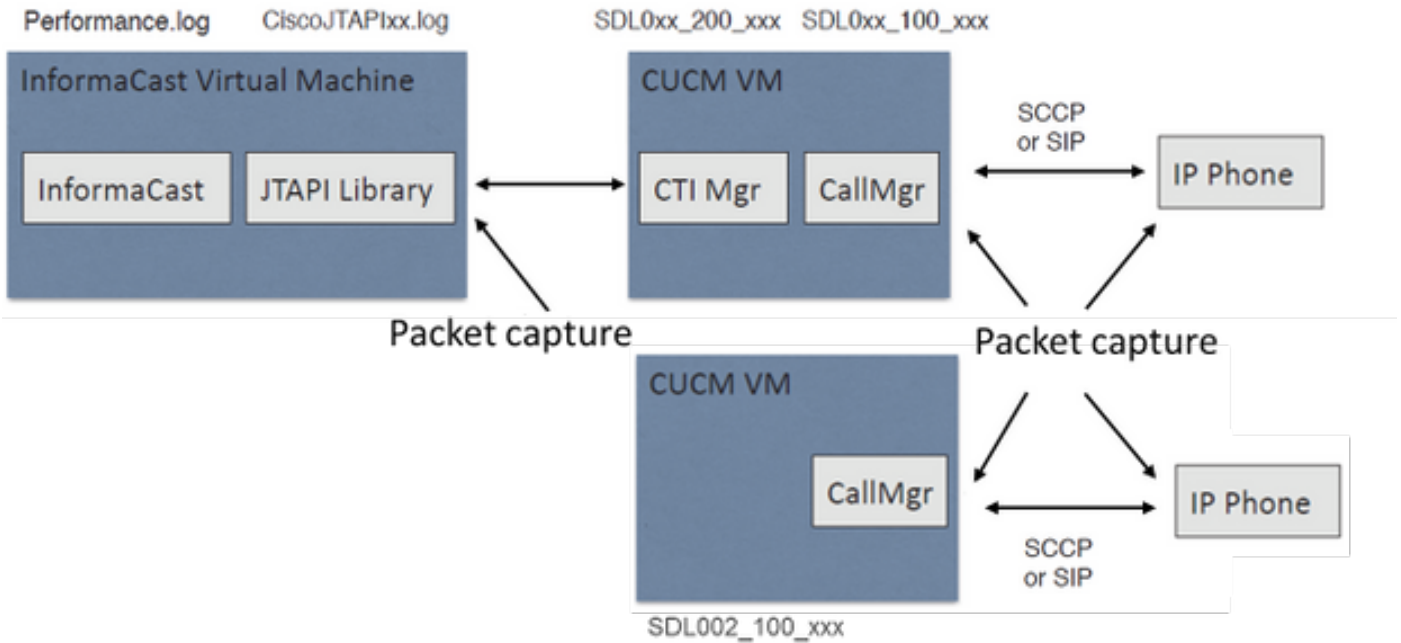 Performance.log
CiscoJTAPIxx.log
SDL0xx_200_xxx
SDL0xx_100_xxx
InformaCast Virtual Machine
CUCM VM
InformaCast
JTAPI Library
CTI Mgr
CallMgr
SCCP
or SIP
IP Phone
Packet capture
Packet capture
CUCM VM
CallMgr
IP Phone
SCCP
or SIP
SDL002_100_xxx